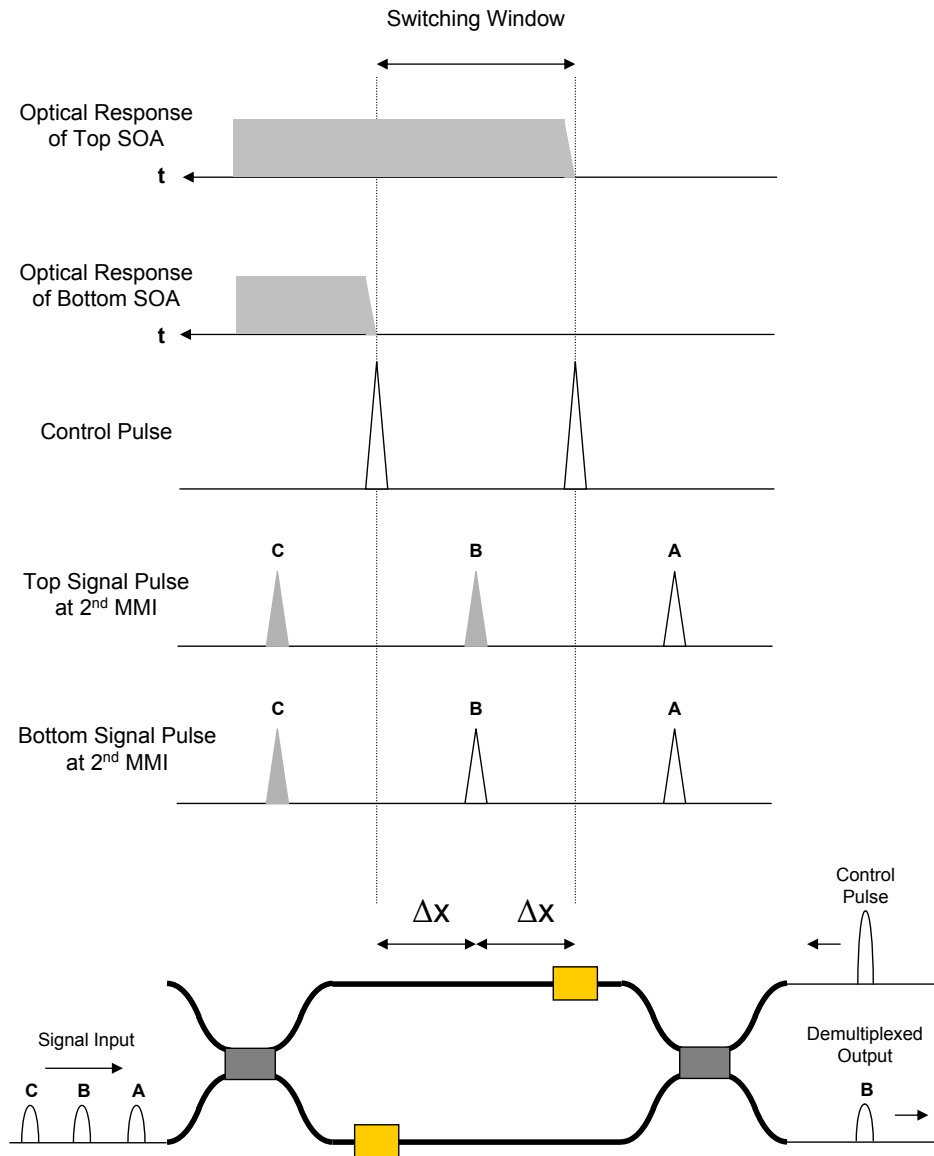 Switching Window
Optical Response
of Top SOA
t
Optical Response
of Bottom SOA
t
Control Pulse
C B A
Top Signal Pulse
at 2nd MMI
C B A
Bottom Signal Pulse
at 2nd MMI
Δx Δx
Control
Pulse
Signal Input
C B A
Demultiplexed
Output
B